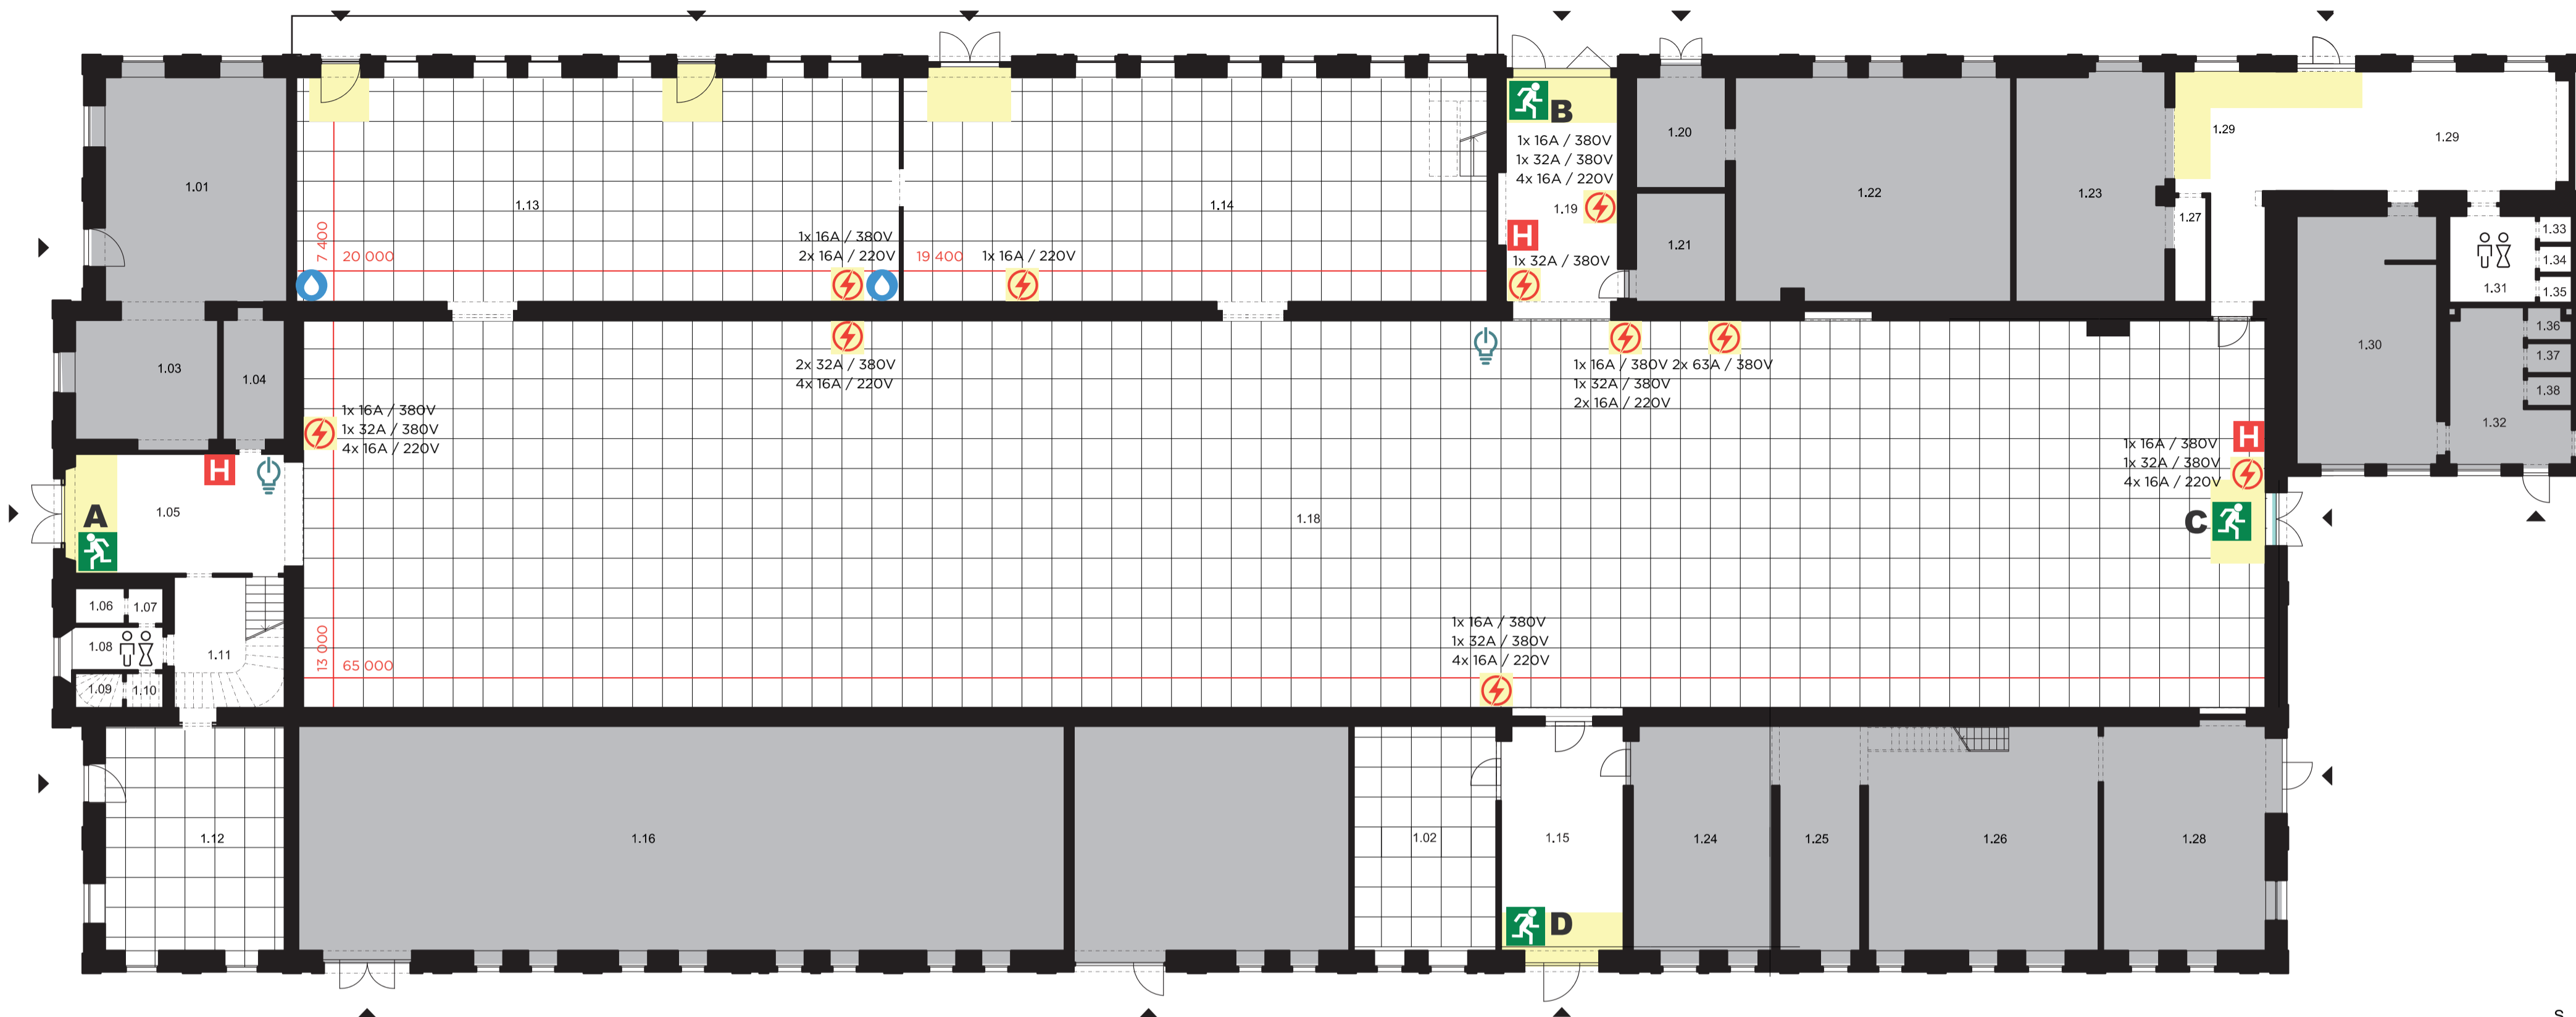 B
1x 16A / 380V
1x 32A / 380V
4x 16A / 220V
1.19
H
1x 32A / 380V
1.01
1.13
7 400
20 000
1x 16A / 380V
2x 16A / 220V
1.14
19 400
1x 16A / 220V
1.20
1.21
1.22
1.23
1.29
1.29
1.27
1.33
1.34
1.35
1.31
1.36
1.37
1.38
1.30
1.32
1.03
1.04
2x 32A / 380V
4x 16A / 220V
1x 16A / 380V
1x 32A / 380V
2x 16A / 220V
2x 63A / 380V
1x 16A / 380V
1x 32A / 380V
4x 16A / 220V
H
1x 16A / 380V
1x 32A / 380V
4x 16A / 220V
H
A
1.05
1.18
C
1.06
1.07
1.08
1.09
1.10
1.11
13 000
65 000
1x 16A / 380V
1x 32A / 380V
4x 16A / 220V
1.12
1.16
1.02
1.15
D
1.24
1.25
1.26
1.28
S